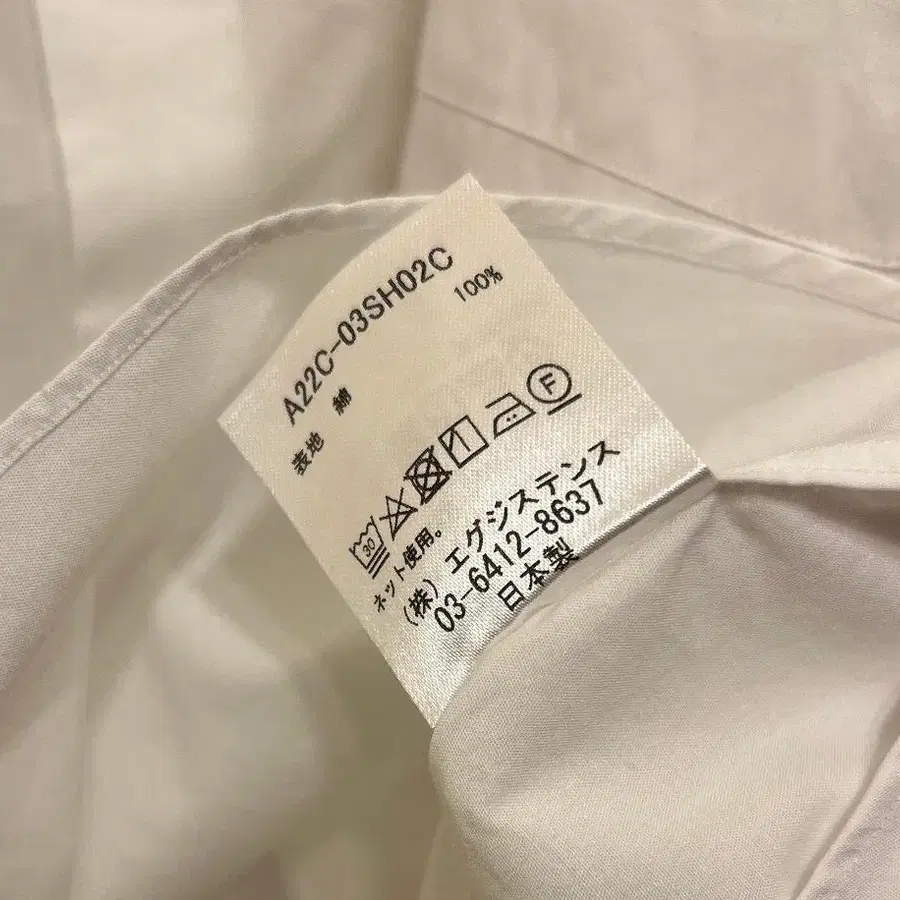 A22C-03SH02C
表地 綿 100%
30 F
ネット使用。
(株) エグジステンス
03-6412-8637
日本製